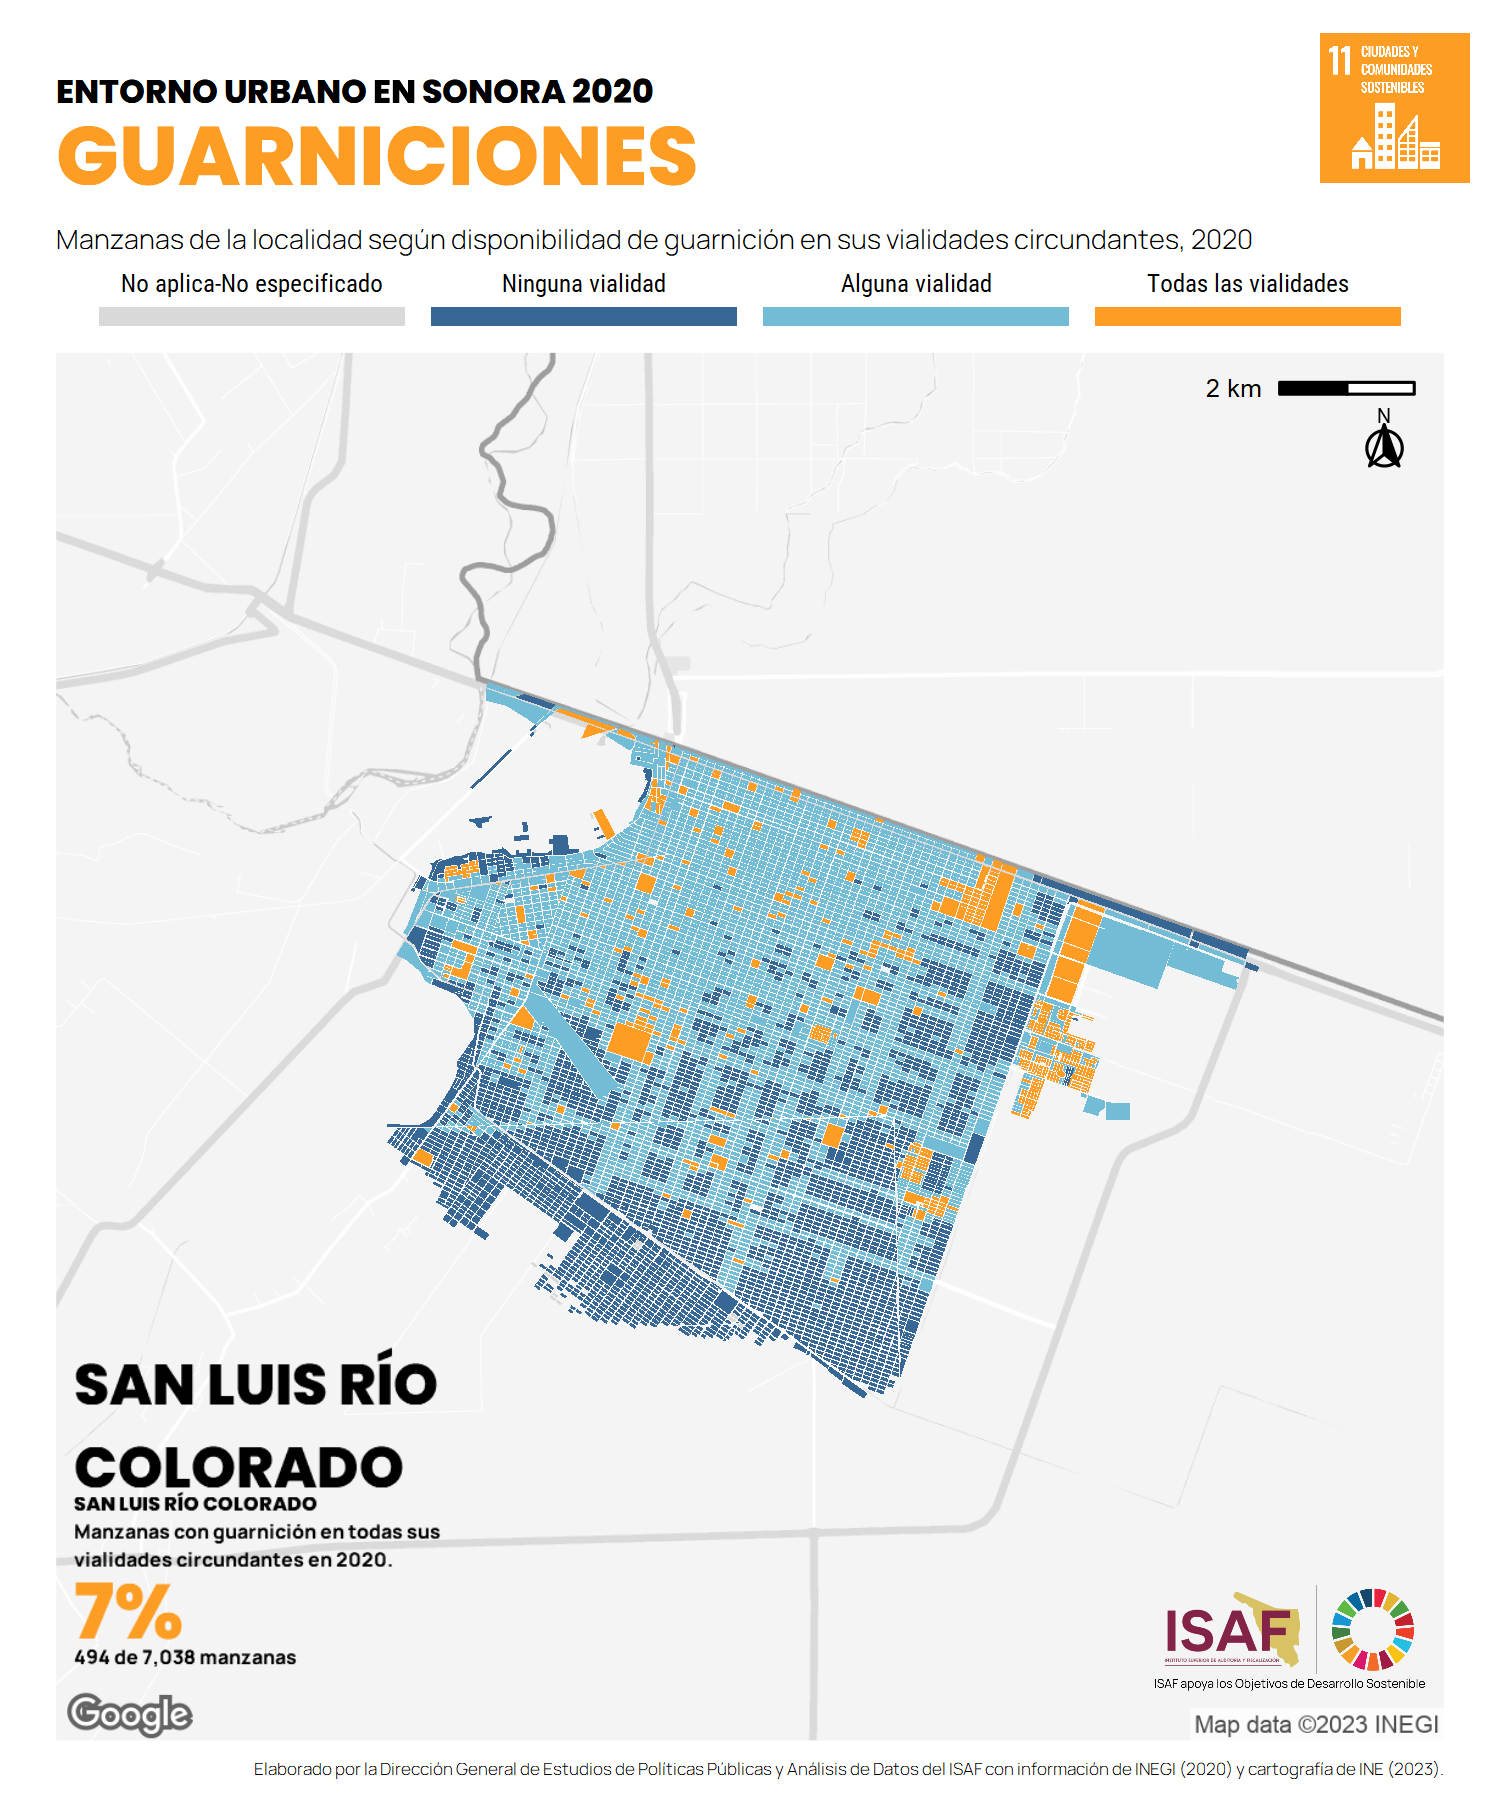 ENTORNO URBANO EN SONORA 2020
GUARNICIONES
11 CIUDADES Y
COMUNIDADES
SOSTENIBLES
Manzanas de la localidad según disponibilidad de guarnición en sus vialidades circundantes, 2020
No aplica-No especificado
Ninguna vialidad
Alguna vialidad
Todas las vialidades
2 km
N
SAN LUIS RÍO
COLORADO
SAN LUIS RÍO COLORADO
Manzanas con guarnición en todas sus
vialidades circundantes en 2020.
7%
494 de 7,038 manzanas
Google
ISAF
INSTITUTO SUPERIOR DE AUDITORÍA Y FISCALIZACIÓN
ISAF apoya los Objetivos de Desarrollo Sostenible
Map data ©2023 INEGI
Elaborado por la Dirección General de Estudios de Políticas Públicas y Análisis de Datos del ISAF con información de INEGI (2020) y cartografía de INE (2023).